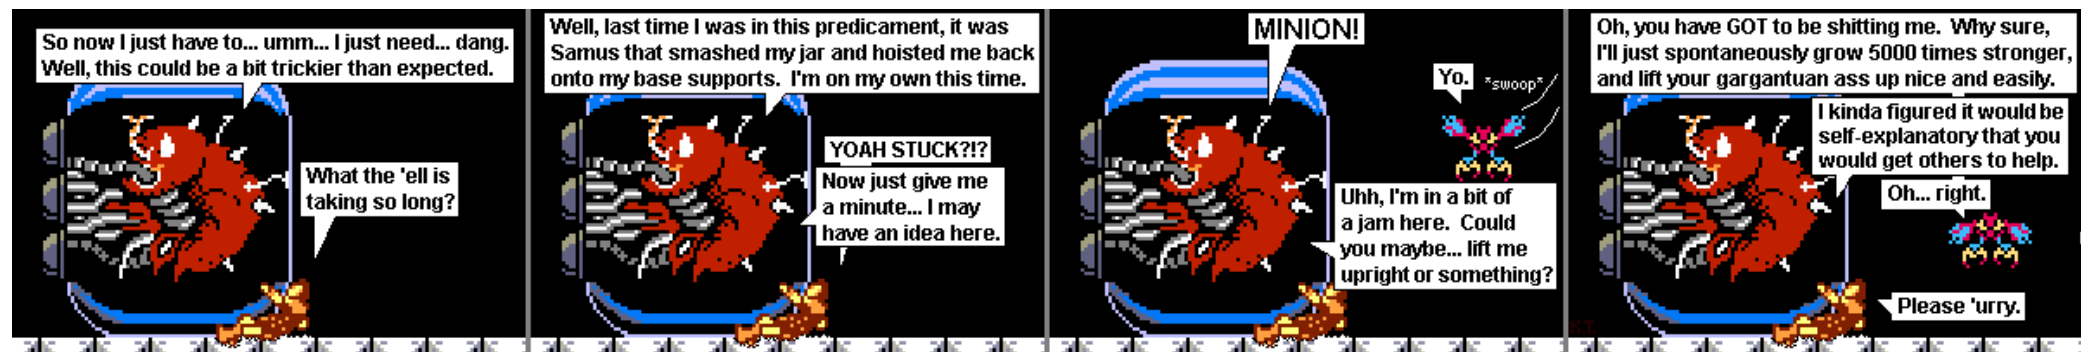 So now I just have to... umm... I just need... dang.
Well, this could be a bit trickier than expected.
What the 'ell is
taking so long?
Well, last time I was in this predicament, it was
Samus that smashed my jar and hoisted me back
onto my base supports.  I'm on my own this time.
YOAH STUCK?!?
Now just give me
a minute... I may
have an idea here.
MINION!
Yo.
*swoop*
Uhh, I'm in a bit of
a jam here.  Could
you maybe... lift me
upright or something?
Oh, you have GOT to be shitting me.  Why sure,
I'll just spontaneously grow 5000 times stronger,
and lift your gargantuan ass up nice and easily.
I kinda figured it would be
self-explanatory that you
would get others to help.
Oh... right.
Please 'urry.
N.T.